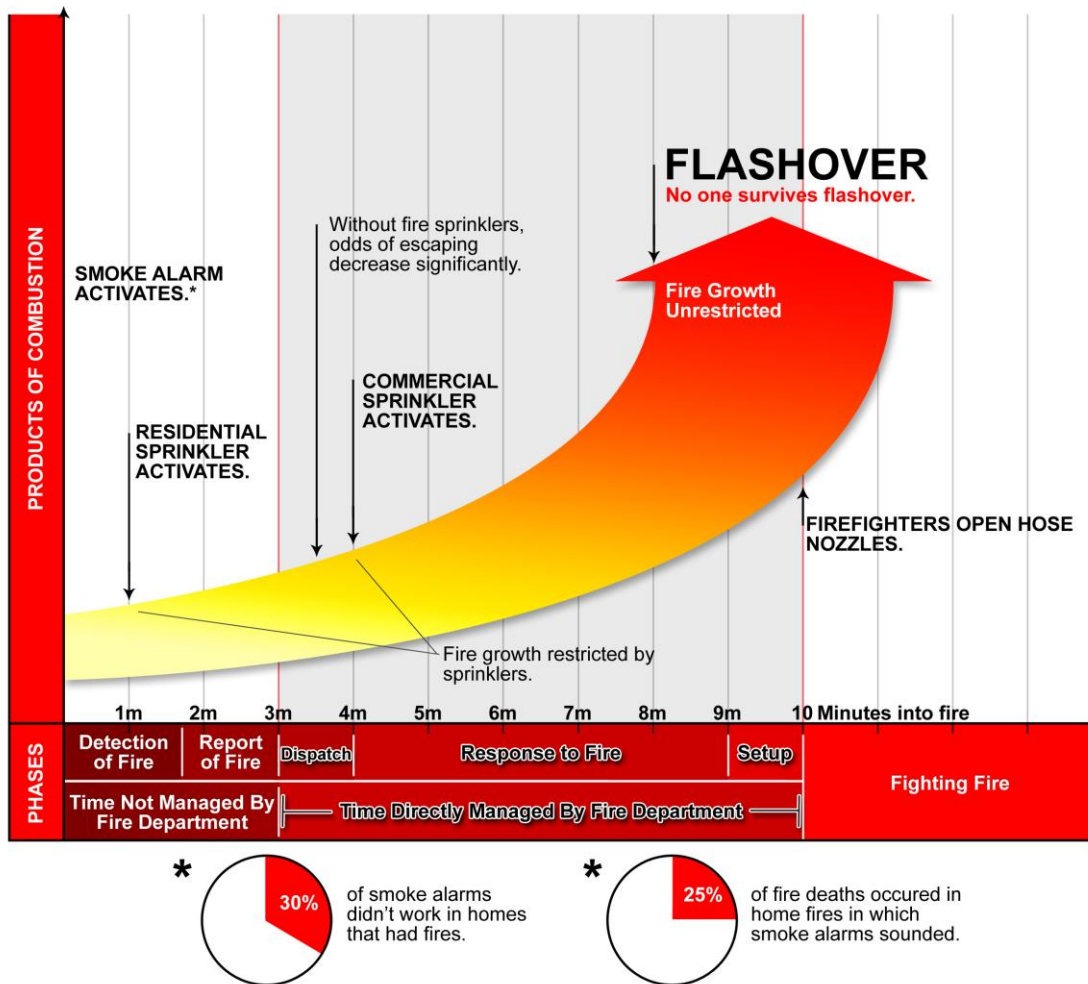 PRODUCTS OF COMBUSTION
SMOKE ALARM
ACTIVATES.*
RESIDENTIAL
SPRINKLER
ACTIVATES.
Without fire sprinklers,
odds of escaping
decrease significantly.
COMMERCIAL
SPRINKLER
ACTIVATES.
FLASHOVER
No one survives flashover.
Fire Growth
Unrestricted
FIREFIGHTERS OPEN HOSE
NOZZLES.
Fire growth restricted by
sprinklers.
1m 2m 3m 4m 5m 6m 7m 8m 9m 10 Minutes into fire
PHASES
Detection
of Fire
Report
of Fire
Dispatch
Response to Fire
Setup
Fighting Fire
Time Not Managed By
Fire Department
Time Directly Managed By Fire Department
*
30%
of smoke alarms
didn't work in homes
that had fires.
*
25%
of fire deaths occured in
home fires in which
smoke alarms sounded.